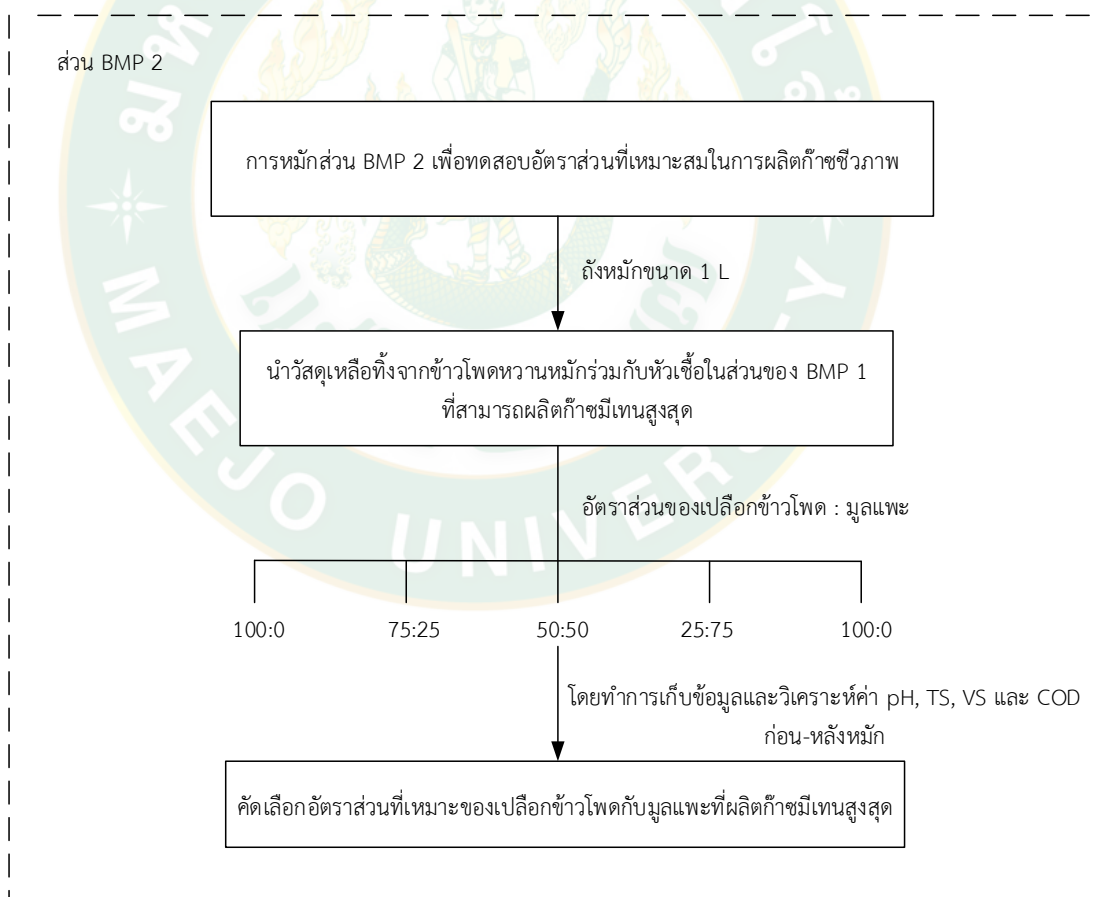 ส่วน BMP 2
การหมักส่วน BMP 2 เพื่อทดสอบอัตราส่วนที่เหมาะสมในการผลิตก๊าซชีวภาพ
ถังหมักขนาด 1 L
นำวัสดุเหลือทิ้งจากข้าวโพดหวานหมักร่วมกับหัวเชื้อในส่วนของ BMP 1
ที่สามารถผลิตก๊าซมีเทนสูงสุด
อัตราส่วนของเปลือกข้าวโพด : มูลแพะ
100:0 75:25 50:50 25:75 100:0
โดยทำการเก็บข้อมูลและวิเคราะห์ค่า pH, TS, VS และ COD
ก่อน-หลังหมัก
คัดเลือกอัตราส่วนที่เหมาะของเปลือกข้าวโพดกับมูลแพะที่ผลิตก๊าซมีเทนสูงสุด
MAEJO UNIVERSITY